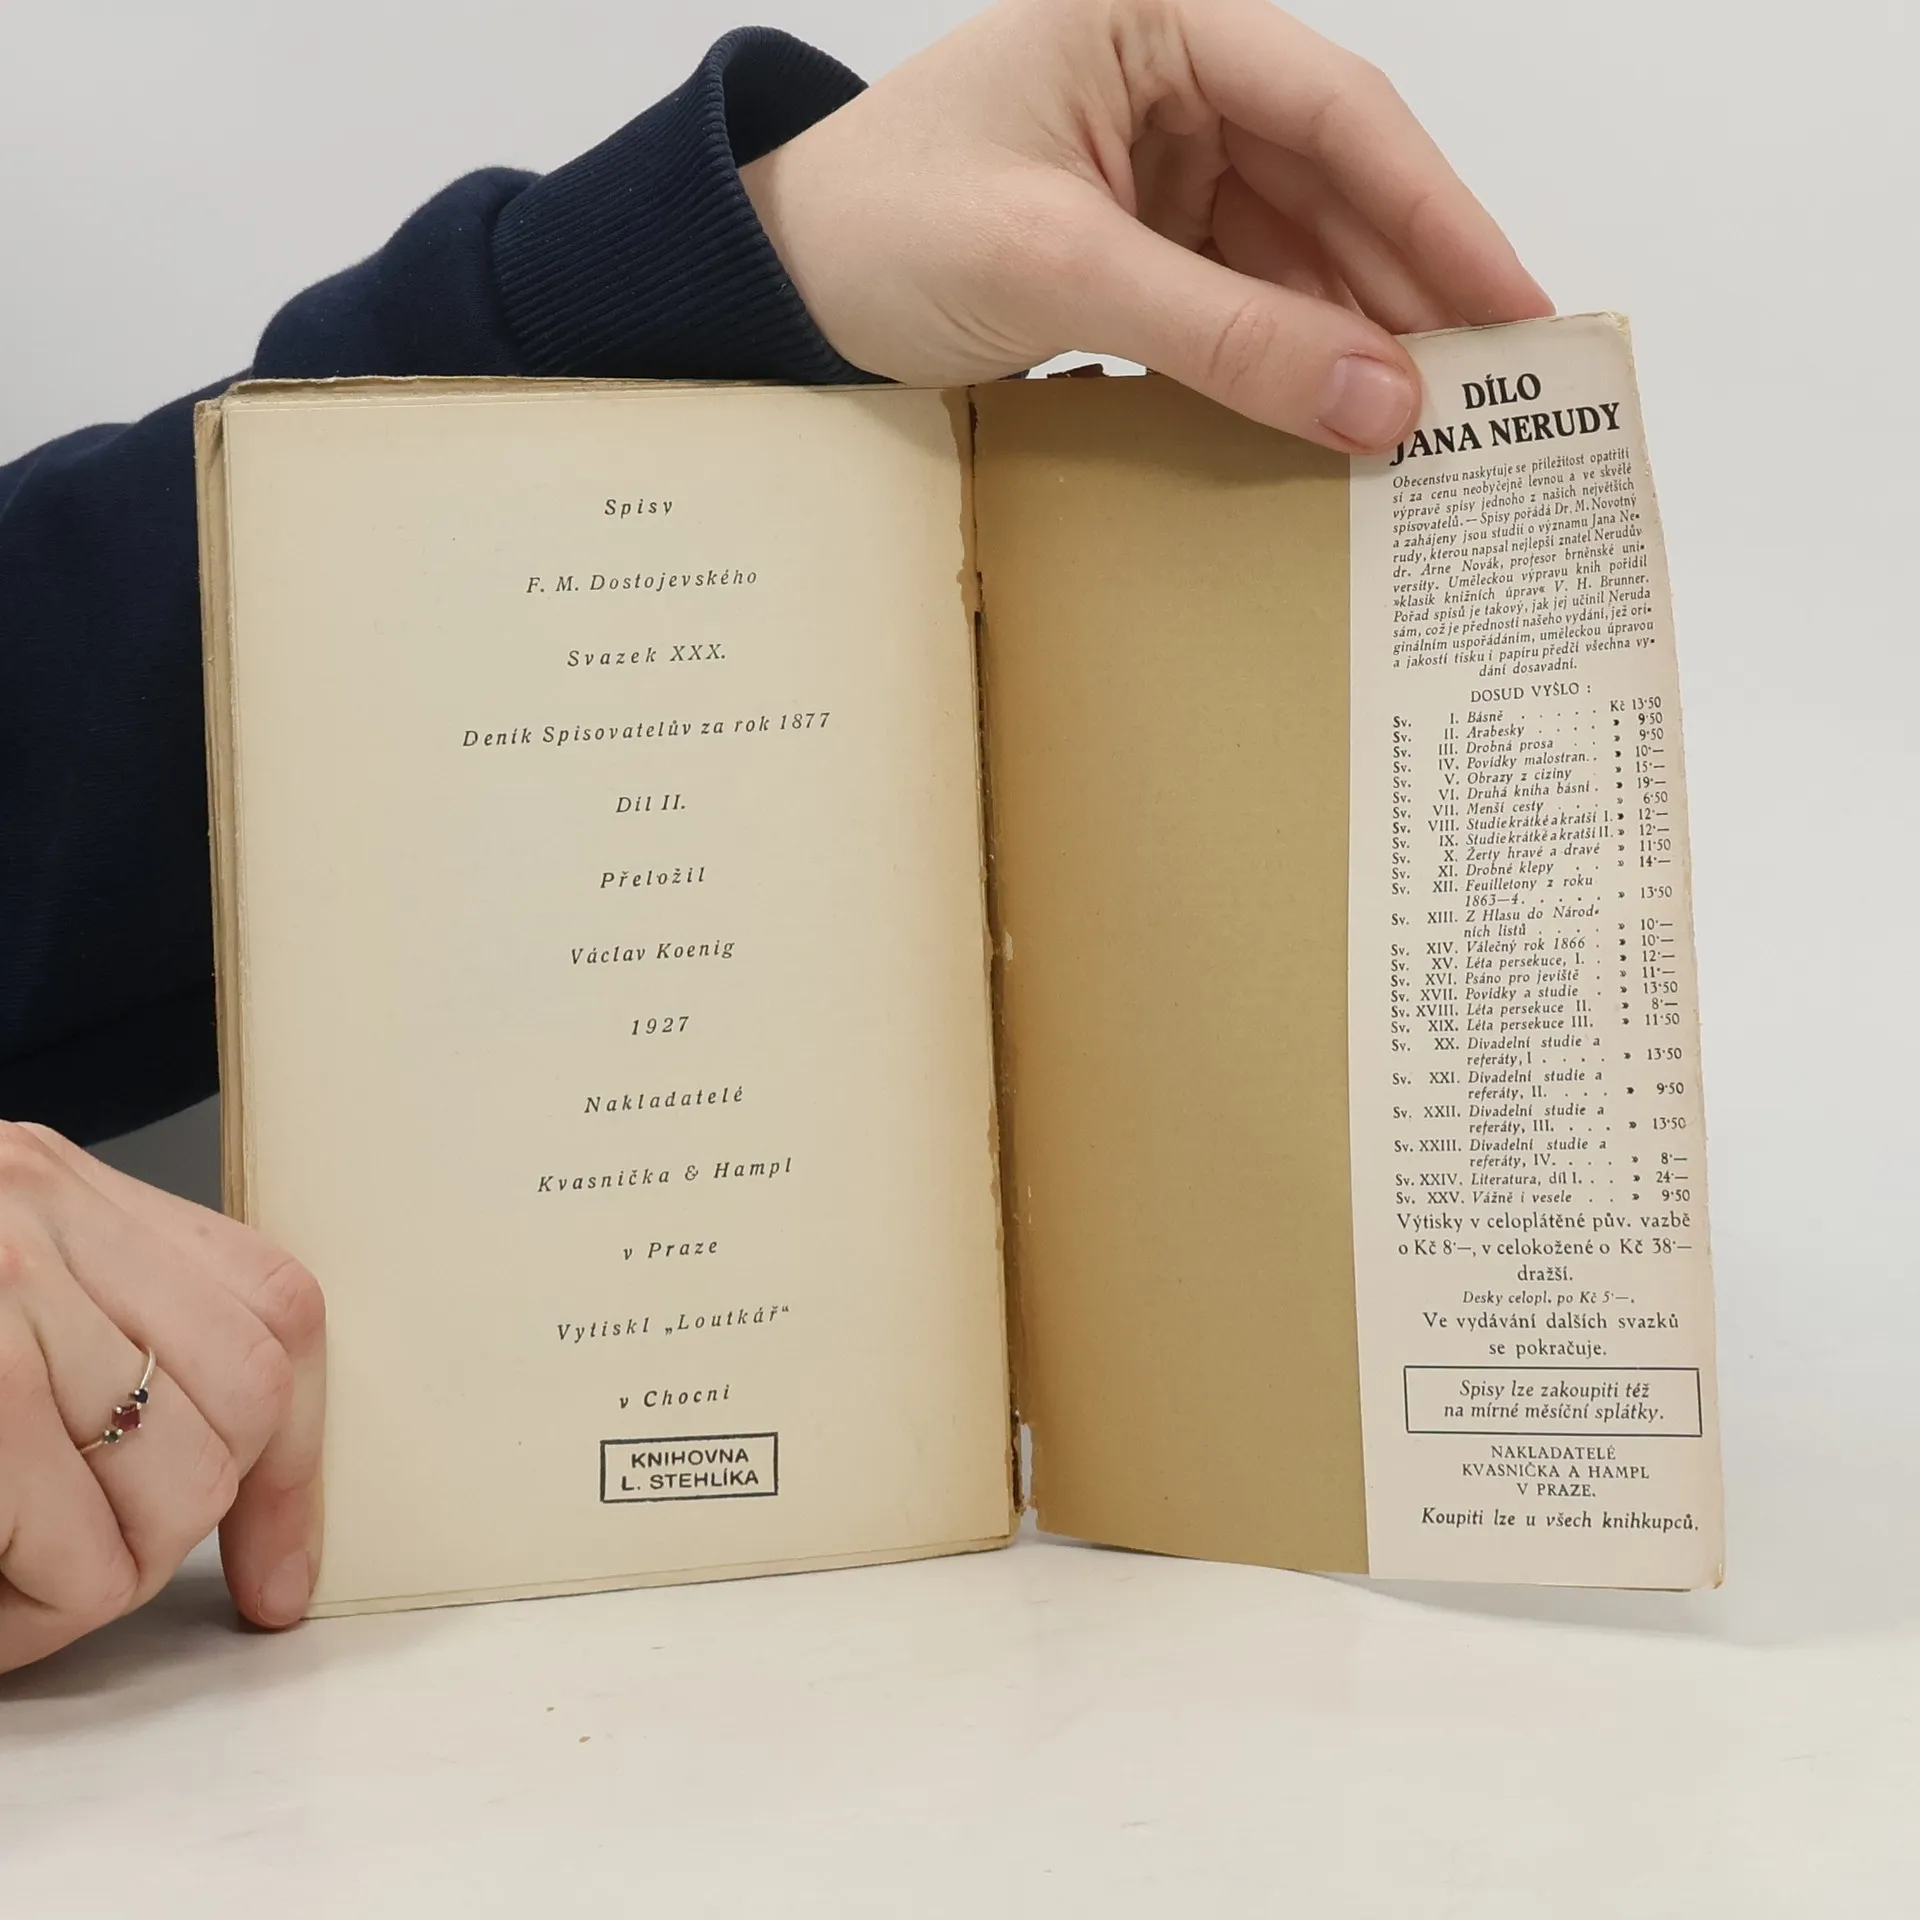 Spisy
F. M. Dostojevského
Svazek XXX.
Deník Spisovatelův za rok 1877
Díl II.
Přeložil
Václav Koenig
1927
Nakladatelé
Kvasnička & Hampl
v Praze
Vytiskl „Loutkář“
v Chocni
KNIHOVNA
L. STEHLÍKA
DÍLO
JANA NERUDY
Obecenstvu naskytuje se příležitost opatřiti
si za cenu neobyčejně levnou a ve skvělé
výpravě spisy jednoho z našich největších
spisovatelů. — Spisy pořádá Dr. M. Novotný
a zahájeny jsou studií o významu Jana Ne-
rudy, kterou napsal nejlepší znatel Nerudův
dr. Arne Novák, profesor brněnské uni-
versity. Uměleckou výpravu knih pořídil
»klasik knižních úprav« V. H. Brunner.
Pořad spisů je takový, jak jej učinil Neruda
sám, což je předností našeho vydání, jež ori-
ginálním uspořádáním, uměleckou úpravou
a jakostí tisku i papíru předčí všechna vy-
dání dosavadní.
DOSUD VYŠLO :
Sv. I. Básně . . . . . Kč 13·50
Sv. II. Arabesky . . . . » 9·50
Sv. III. Drobná prosa . . » 9·50
Sv. IV. Povídky malostran. . » 10·—
Sv. V. Obrazy z ciziny » 15·—
Sv. VI. Druhá kniha básní . » 19·—
Sv. VII. Menší cesty . . . » 6·50
Sv. VIII. Studie krátké a kratší I. » 12·—
Sv. IX. Studie krátké a kratší II. » 12·—
Sv. X. Žerty hravé a dravé » 11·50
Sv. XI. Drobné klepy . . » 14·—
Sv. XII. Feuilletony z roku
1863—4. . . . . . » 13·50
Sv. XIII. Z Hlasu do Národ-
ních listů . . . . » 10·—
Sv. XIV. Válečný rok 1866 . » 10·—
Sv. XV. Léta persekuce, I. . » 12·—
Sv. XVI. Psáno pro jeviště . » 11·—
Sv. XVII. Povídky a studie . » 13·50
Sv. XVIII. Léta persekuce II. » 8·—
Sv. XIX. Léta persekuce III. » 11·50
Sv. XX. Divadelní studie a
referáty, I . . . . » 13·50
Sv. XXI. Divadelní studie a
referáty, II. . . . » 9·50
Sv. XXII. Divadelní studie a
referáty, III. . . . » 13·50
Sv. XXIII. Divadelní studie a
referáty, IV. . . . » 8·—
Sv. XXIV. Literatura, díl I. . . » 24·—
Sv. XXV. Vážně i vesele . . » 9·50
Výtisky v celoplátěné pův. vazbě
o Kč 8·—, v celokožené o Kč 38·—
dražší.
Desky celopl. po Kč 5·—.
Ve vydávání dalších svazků
se pokračuje.
Spisy lze zakoupiti též
na mírné měsíční splátky.
NAKLADATELÉ
KVASNIČKA A HAMPL
V PRAZE.
Koupiti lze u všech knihkupců.